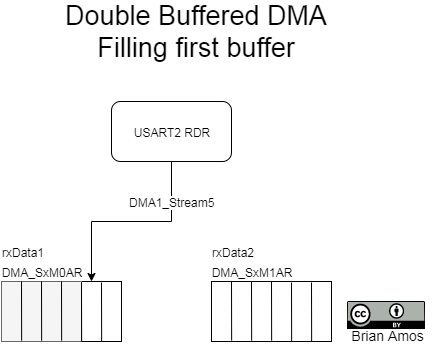 Double Buffered DMA
Filling first buffer
USART2 RDR
DMA1_Stream5
rxData1
DMA_SxM0AR
rxData2
DMA_SxM1AR
cc
BY
Brian Amos